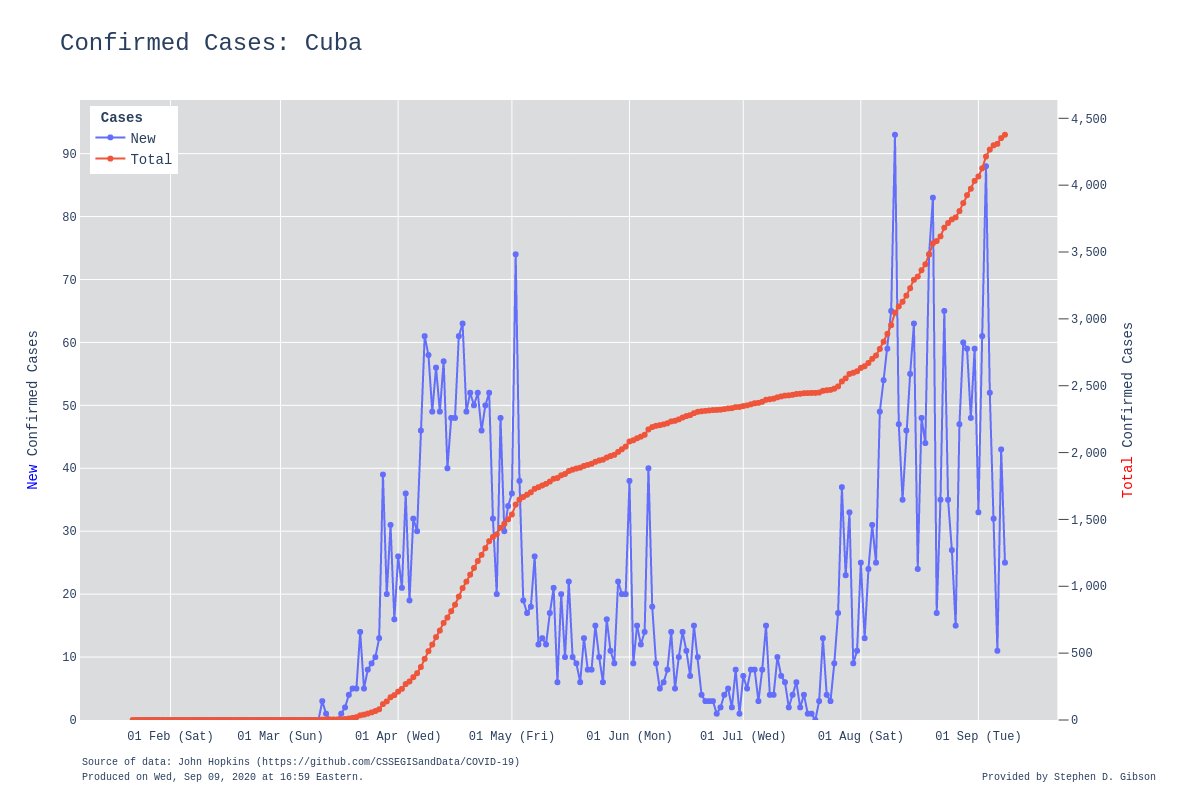 Confirmed Cases: Cuba
Cases
New
Total
90
80
70
60
50
40
30
20
10
0
New Confirmed Cases
4,500
4,000
3,500
3,000
2,500
2,000
1,500
1,000
500
0
Total Confirmed Cases
01 Feb (Sat) 01 Mar (Sun) 01 Apr (Wed) 01 May (Fri) 01 Jun (Mon) 01 Jul (Wed) 01 Aug (Sat) 01 Sep (Tue)
Source of data: John Hopkins (https://github.com/CSSEGISandData/COVID-19)
Produced on Wed, Sep 09, 2020 at 16:59 Eastern.
Provided by Stephen D. Gibson